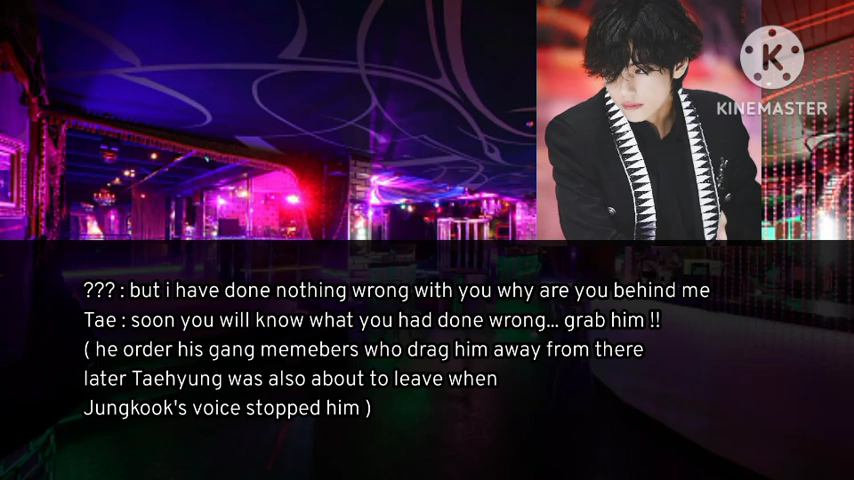 KINEMASTER
??? : but i have done nothing wrong with you why are you behind me
Tae : soon you will know what you had done wrong... grab him !!
( he order his gang memebers who drag him away from there
later Taehyung was also about to leave when
Jungkook's voice stopped him )